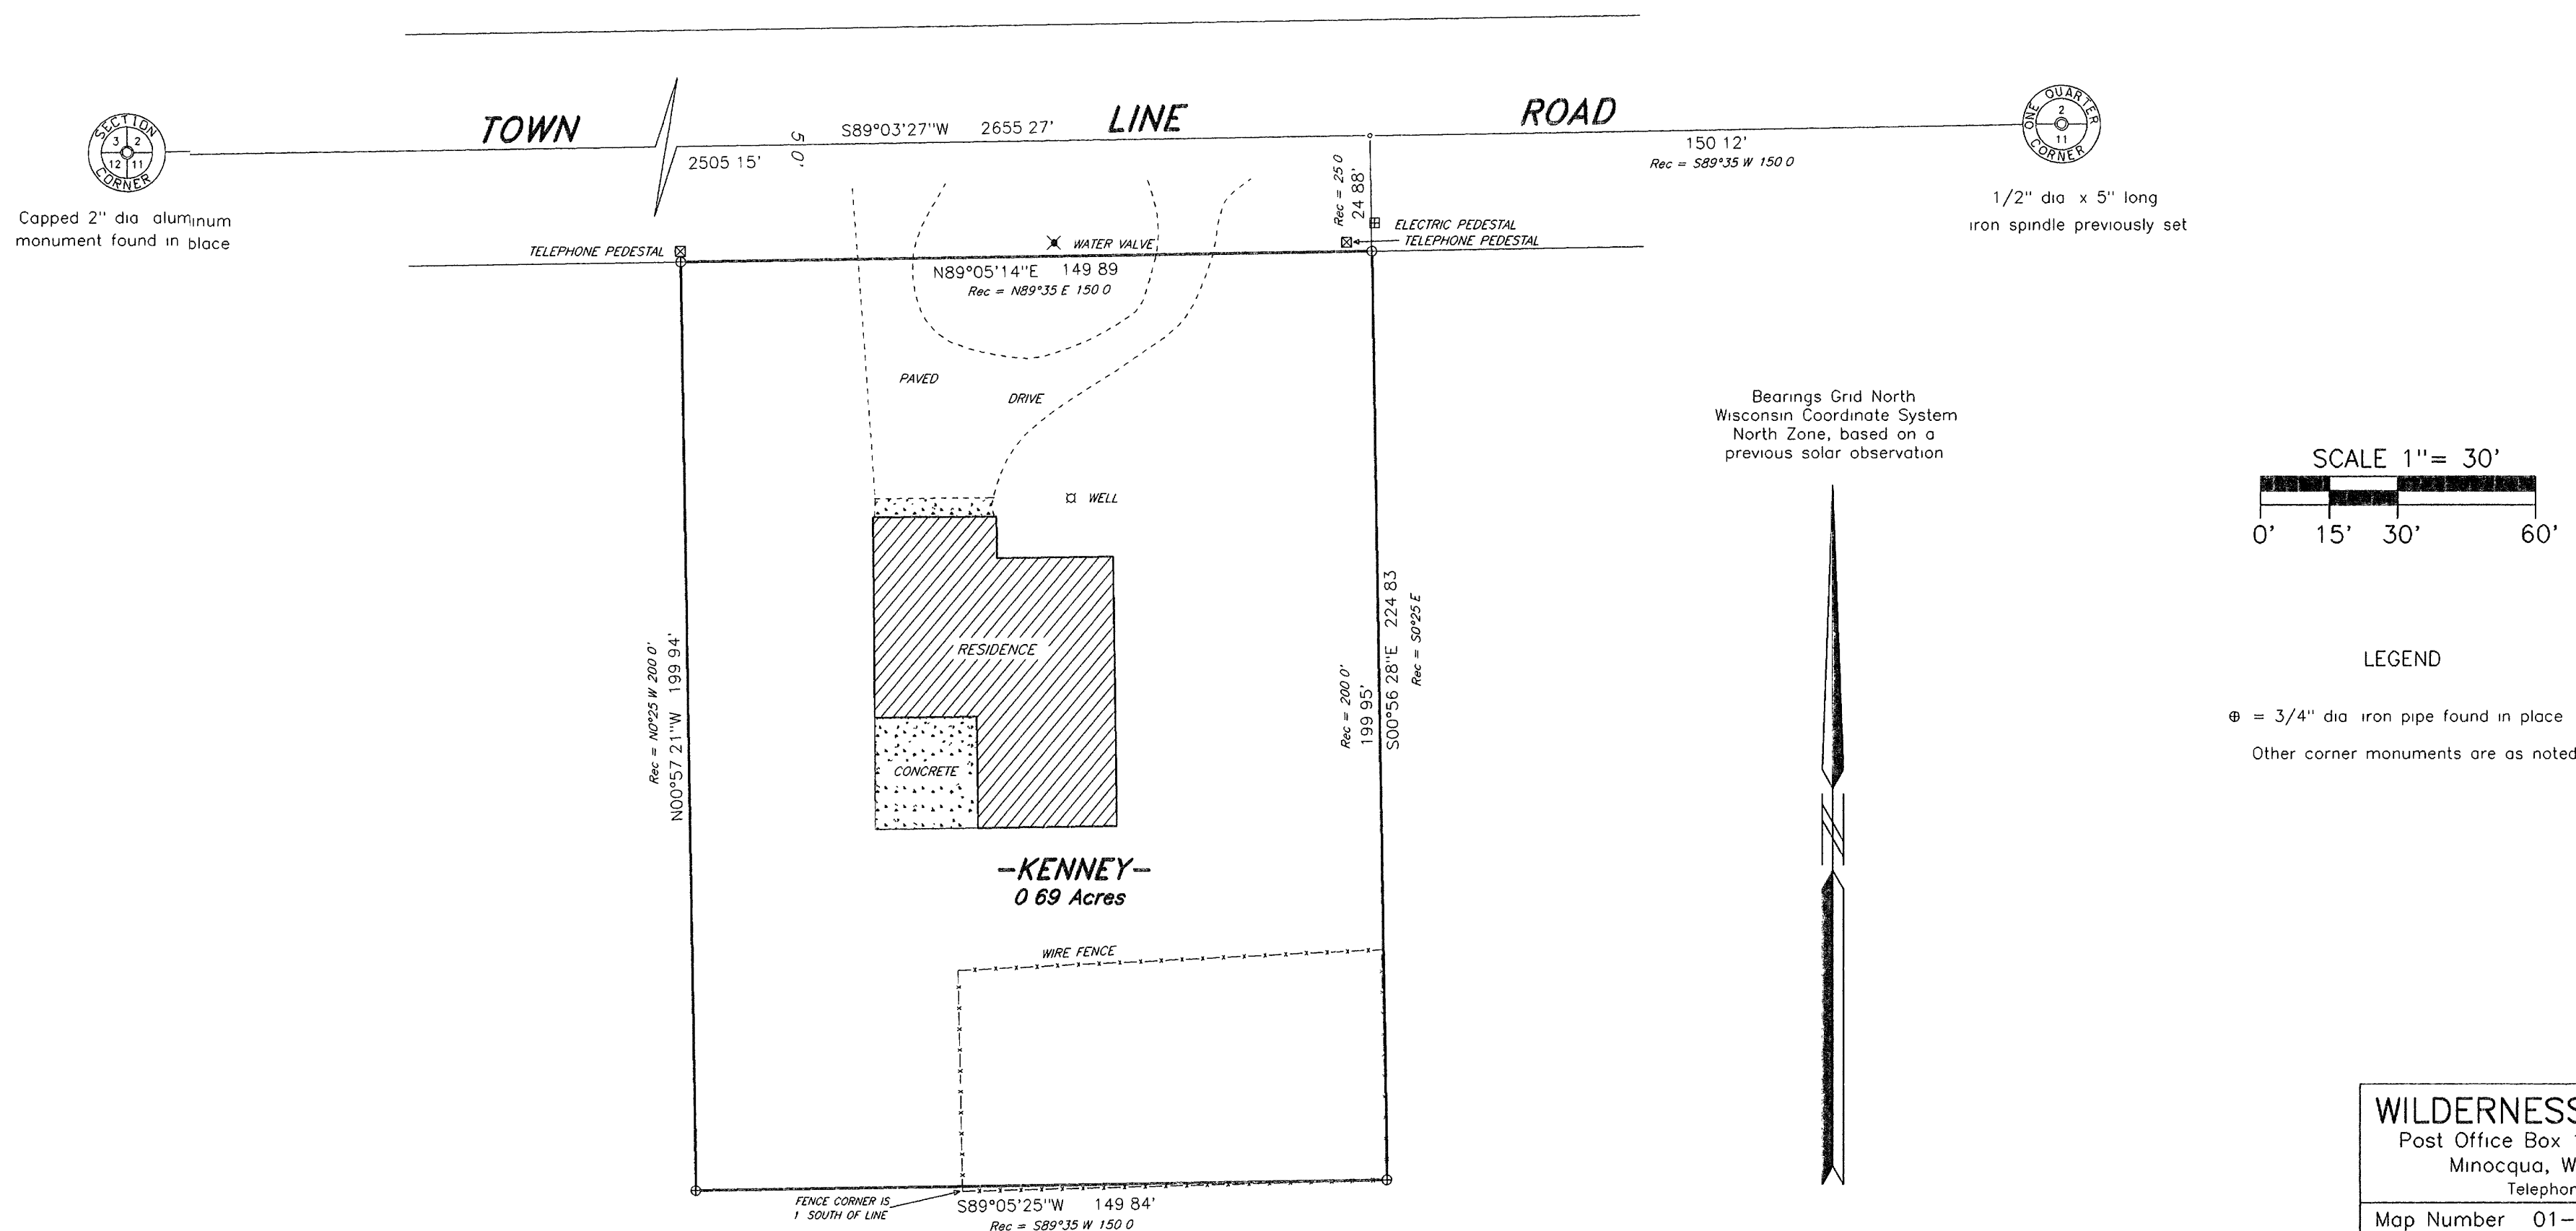 TOWN LINE ROAD
S89°03'27"W 2655 27'
2505 15'
50'
150 12'
Rec = S89°35 W 150 0
SECTION
3 2
12 11
CORNER
Capped 2" dia aluminum
monument found in place
ONE QUARTER
2
11
CORNER
1/2" dia x 5" long
iron spindle previously set
Rec = 25 0
24 88'
ELECTRIC PEDESTAL
TELEPHONE PEDESTAL
TELEPHONE PEDESTAL
WATER VALVE
N89°05'14"E 149 89
Rec = N89°35 E 150 0
PAVED
DRIVE
WELL
RESIDENCE
CONCRETE
Rec = N0°25 W 200 0'
N00°57 21"W 199 94'
Rec = 200 0'
199 95'
S00°56 28"E 224 83
Rec = S0°25 E
-KENNEY-
0 69 Acres
WIRE FENCE
FENCE CORNER IS
1 SOUTH OF LINE
S89°05'25"W 149 84'
Rec = S89°35 W 150 0
Bearings Grid North
Wisconsin Coordinate System
North Zone, based on a
previous solar observation
SCALE 1"= 30'
0' 15' 30' 60'
LEGEND
⊕ = 3/4" dia iron pipe found in place
Other corner monuments are as noted
WILDERNESS
Post Office Box
Minocqua, W
Telephon
Map Number 01-